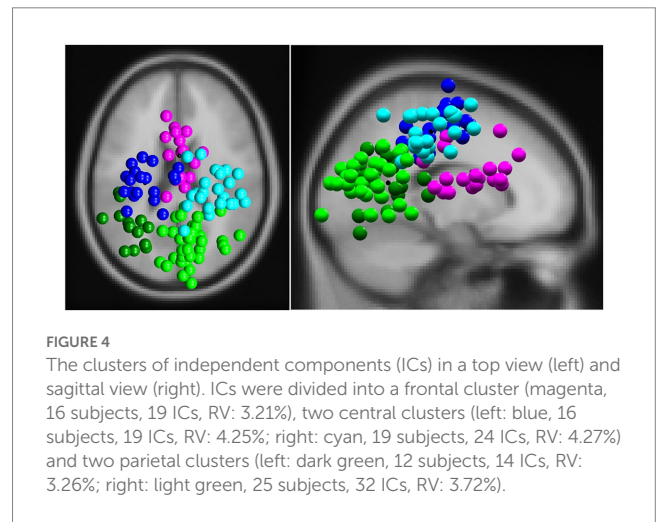 FIGURE 4
The clusters of independent components (ICs) in a top view (left) and
sagittal view (right). ICs were divided into a frontal cluster (magenta,
16 subjects, 19 ICs, RV: 3.21%), two central clusters (left: blue, 16
subjects, 19 ICs, RV: 4.25%; right: cyan, 19 subjects, 24 ICs, RV: 4.27%)
and two parietal clusters (left: dark green, 12 subjects, 14 ICs, RV:
3.26%; right: light green, 25 subjects, 32 ICs, RV: 3.72%).